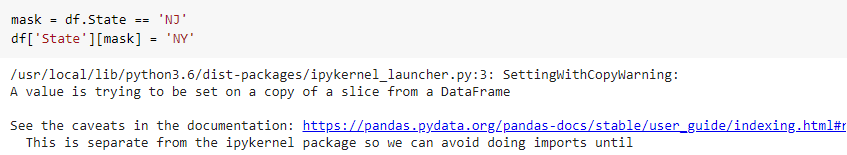 mask = df.State == 'NJ'
df['State'][mask] = 'NY'
/usr/local/lib/python3.6/dist-packages/ipykernel_launcher.py:3: SettingWithCopyWarning:
A value is trying to be set on a copy of a slice from a DataFrame
See the caveats in the documentation: https://pandas.pydata.org/pandas-docs/stable/user_guide/indexing.html#r
This is separate from the ipykernel package so we can avoid doing imports until